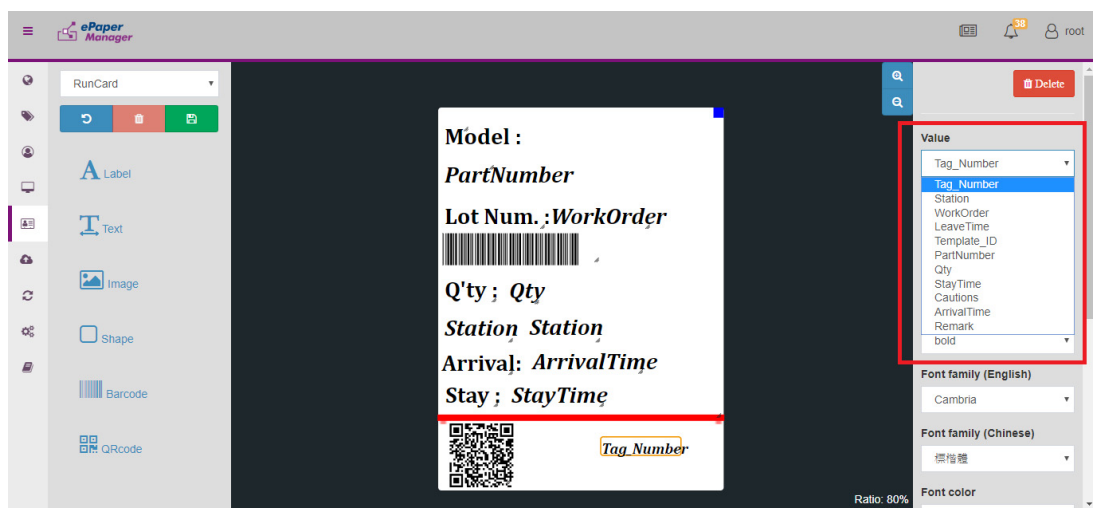 ePaper
Manager
38
root
RunCard
Label
Text
Image
Shape
Barcode
QRcode
Model :
PartNumber
Lot Num. :WorkOrder
Q'ty ; Qty
Station Station
Arrival: ArrivalTime
Stay ; StayTime
Tag_Number
Ratio: 80%
Delete
Value
Tag_Number
Tag_Number
Station
WorkOrder
LeaveTime
Template_ID
PartNumber
Qty
StayTime
Cautions
ArrivalTime
Remark
bold
Font family (English)
Cambria
Font family (Chinese)
標楷體
Font color